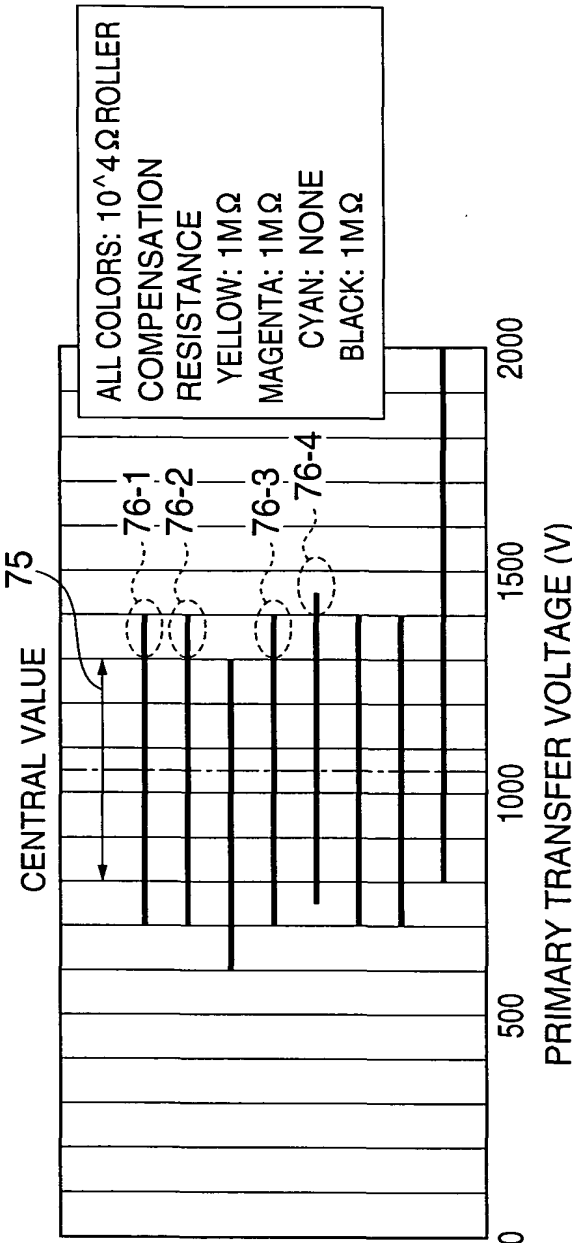 75
CENTRAL VALUE
76-1
76-2
76-3
76-4
ALL COLORS: 10^4Ω ROLLER
COMPENSATION
RESISTANCE
YELLOW: 1MΩ
MAGENTA: 1MΩ
CYAN: NONE
BLACK: 1MΩ
0
500
1000
1500
2000
PRIMARY TRANSFER VOLTAGE (V)